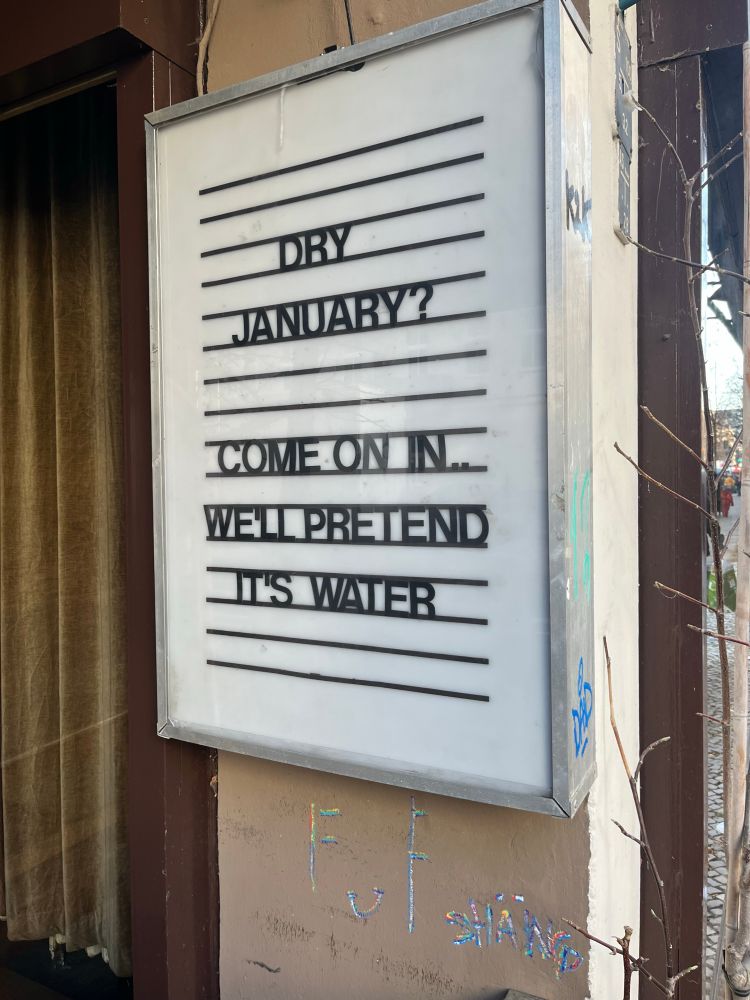 DRY
JANUARY?
COME ON IN..
WE'LL PRETEND
IT'S WATER